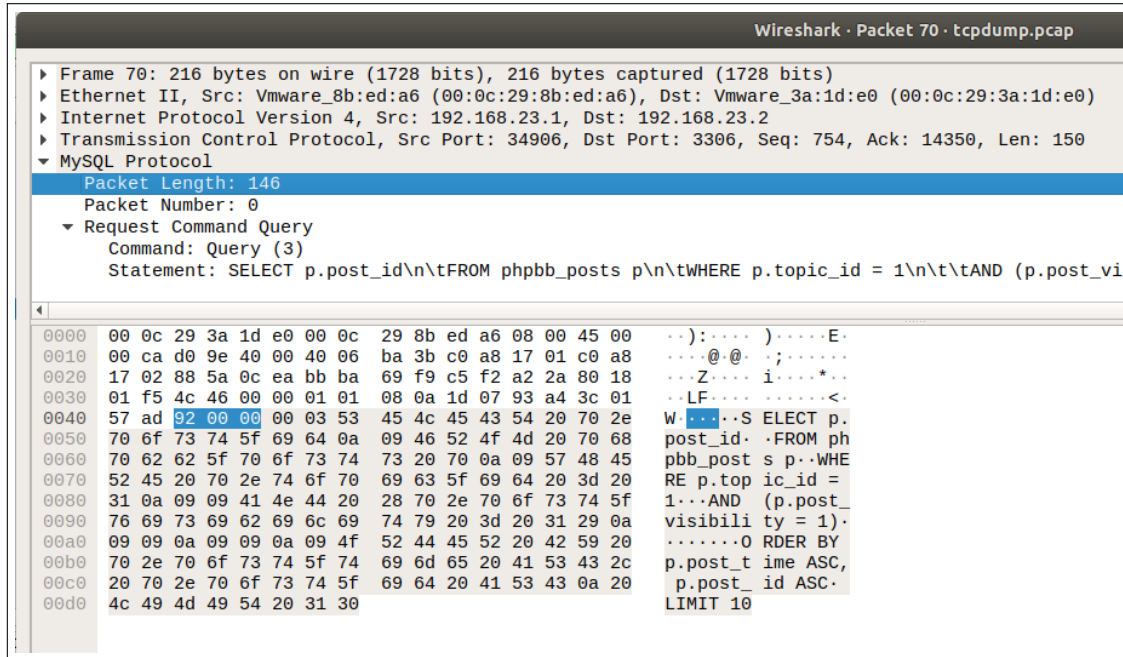 Wireshark · Packet 70 · tcpdump.pcap
Frame 70: 216 bytes on wire (1728 bits), 216 bytes captured (1728 bits)
Ethernet II, Src: Vmware_8b:ed:a6 (00:0c:29:8b:ed:a6), Dst: Vmware_3a:1d:e0 (00:0c:29:3a:1d:e0)
Internet Protocol Version 4, Src: 192.168.23.1, Dst: 192.168.23.2
Transmission Control Protocol, Src Port: 34906, Dst Port: 3306, Seq: 754, Ack: 14350, Len: 150
MySQL Protocol
Packet Length: 146
Packet Number: 0
Request Command Query
Command: Query (3)
Statement: SELECT p.post_id\n\tFROM phpbb_posts p\n\tWHERE p.topic_id = 1\n\t\tAND (p.post_vi
0000 00 0c 29 3a 1d e0 00 0c 29 8b ed a6 08 00 45 00 ··):···· )·····E·
0010 00 ca d0 9e 40 00 40 06 ba 3b c0 a8 17 01 c0 a8 ····@·@· ·;······
0020 17 02 88 5a 0c ea bb ba 69 f9 c5 f2 a2 2a 80 18 ···Z···· i····*··
0030 01 f5 4c 46 00 00 01 01 08 0a 1d 07 93 a4 3c 01 ··LF···· ······<·
0040 57 ad 92 00 00 00 03 53 45 4c 45 43 54 20 70 2e W······S ELECT p.
0050 70 6f 73 74 5f 69 64 0a 09 46 52 4f 4d 20 70 68 post_id· ·FROM ph
0060 70 62 62 5f 70 6f 73 74 73 20 70 0a 09 57 48 45 pbb_post s p··WHE
0070 52 45 20 70 2e 74 6f 70 69 63 5f 69 64 20 3d 20 RE p.top ic_id =
0080 31 0a 09 09 41 4e 44 20 28 70 2e 70 6f 73 74 5f 1···AND (p.post_
0090 76 69 73 69 62 69 6c 69 74 79 20 3d 20 31 29 0a visibili ty = 1)·
00a0 09 09 0a 09 09 0a 09 4f 52 44 45 52 20 42 59 20 ·······O RDER BY
00b0 70 2e 70 6f 73 74 5f 74 69 6d 65 20 41 53 43 2c p.post_t ime ASC,
00c0 20 70 2e 70 6f 73 74 5f 69 64 20 41 53 43 0a 20 p.post_ id ASC·
00d0 4c 49 4d 49 54 20 31 30 LIMIT 10